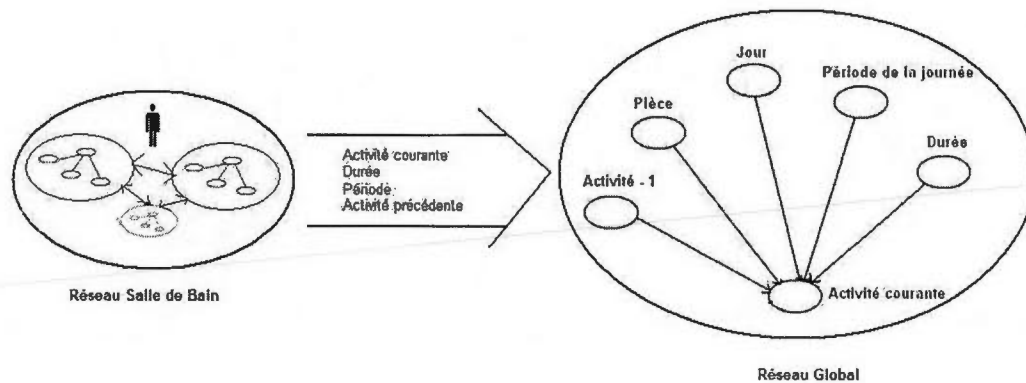 Jour
Période de la journée
Pièce
Durée
Activité - 1
Activité courante
Durée
Période
Activité précédente
Activité courante
Réseau Salle de Bain
Réseau Global